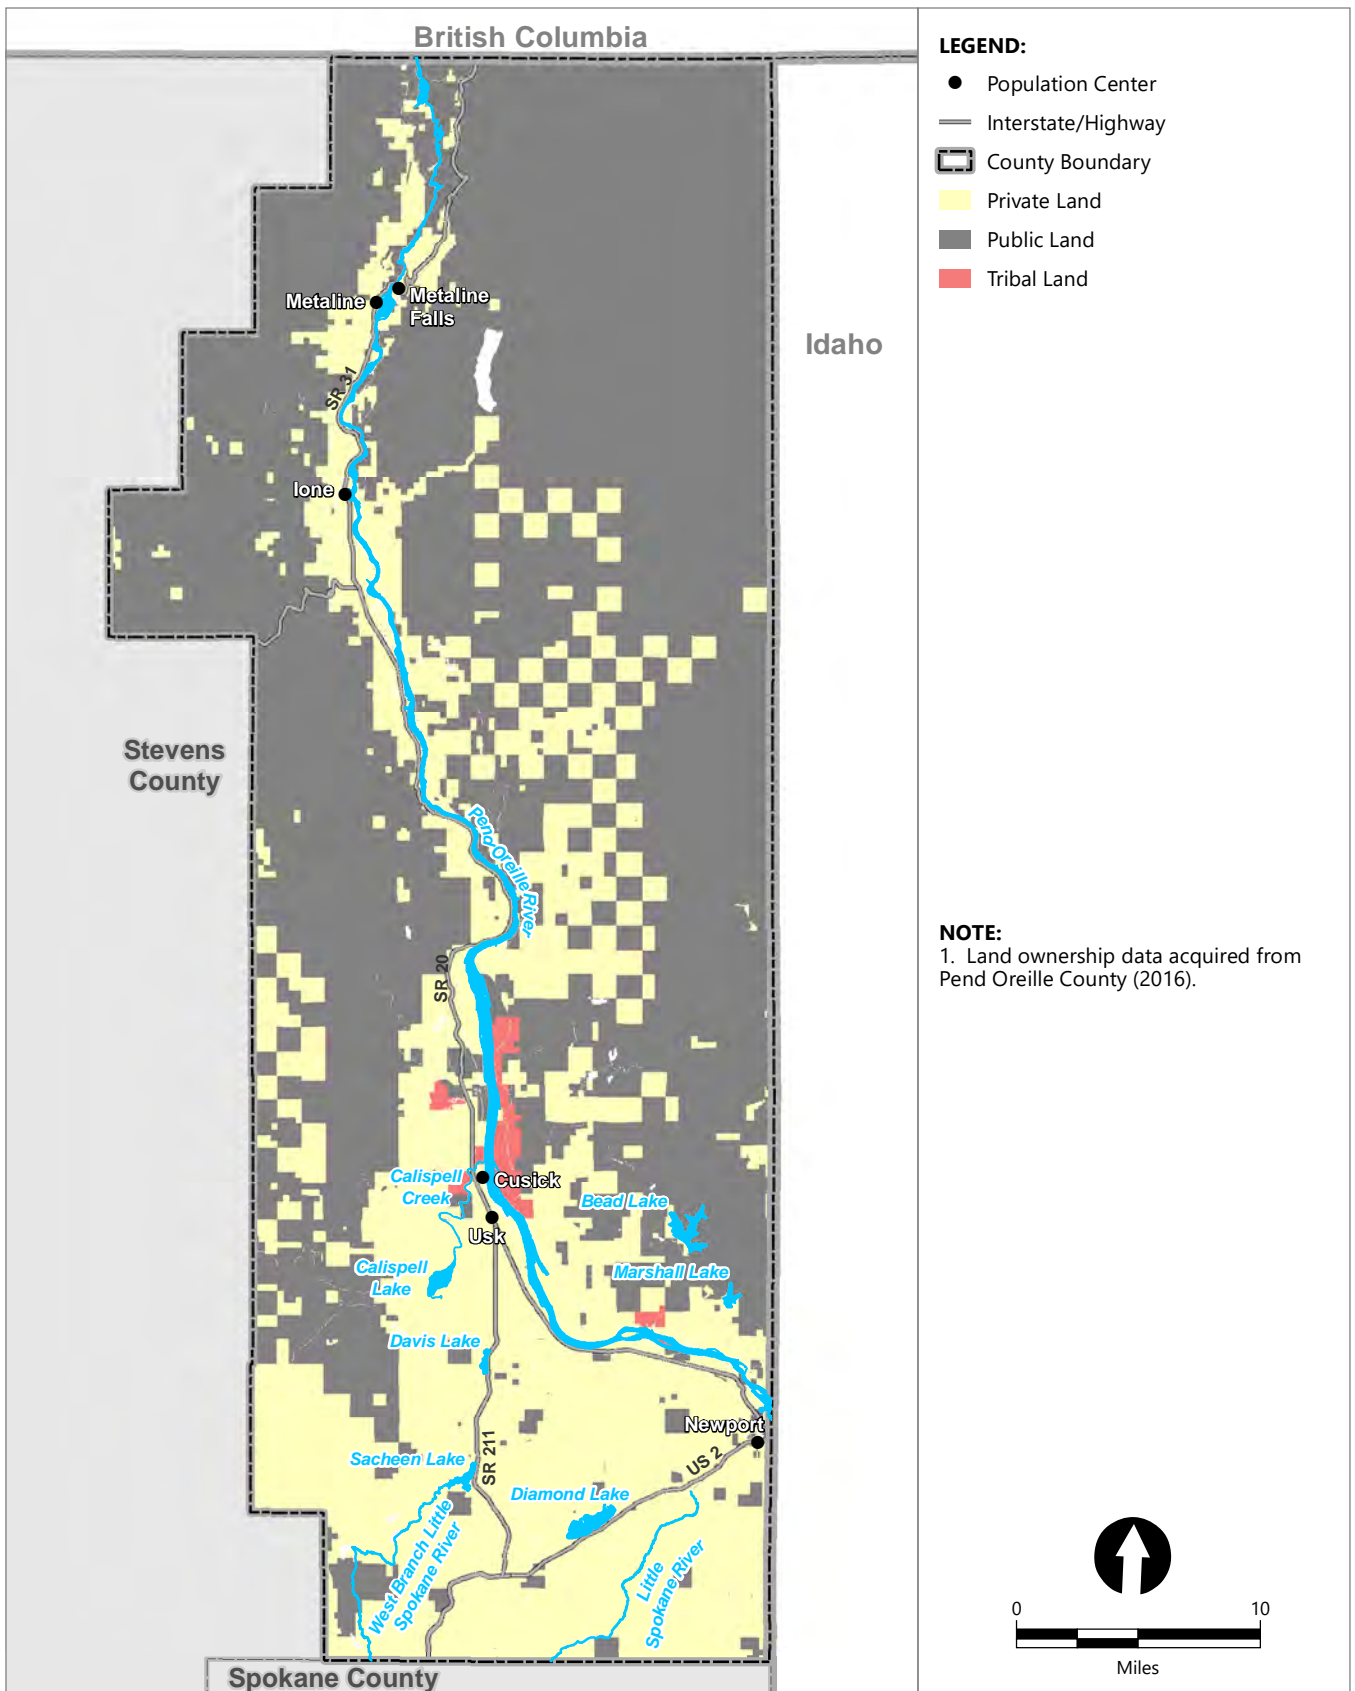 British Columbia
Idaho
Metaline
Metaline
Falls
SR 31
Ione
Stevens
County
Pend Oreille River
SR 20
Calispell
Creek
Cusick
Usk
Bead Lake
Calispell
Lake
Marshall Lake
Davis Lake
Newport
Sacheen Lake
SR 211
US 2
Diamond Lake
West Branch Little
Spokane River
Little
Spokane River
Spokane County
LEGEND:
Population Center
Interstate/Highway
County Boundary
Private Land
Public Land
Tribal Land
NOTE:
1. Land ownership data acquired from
Pend Oreille County (2016).
0 10
Miles